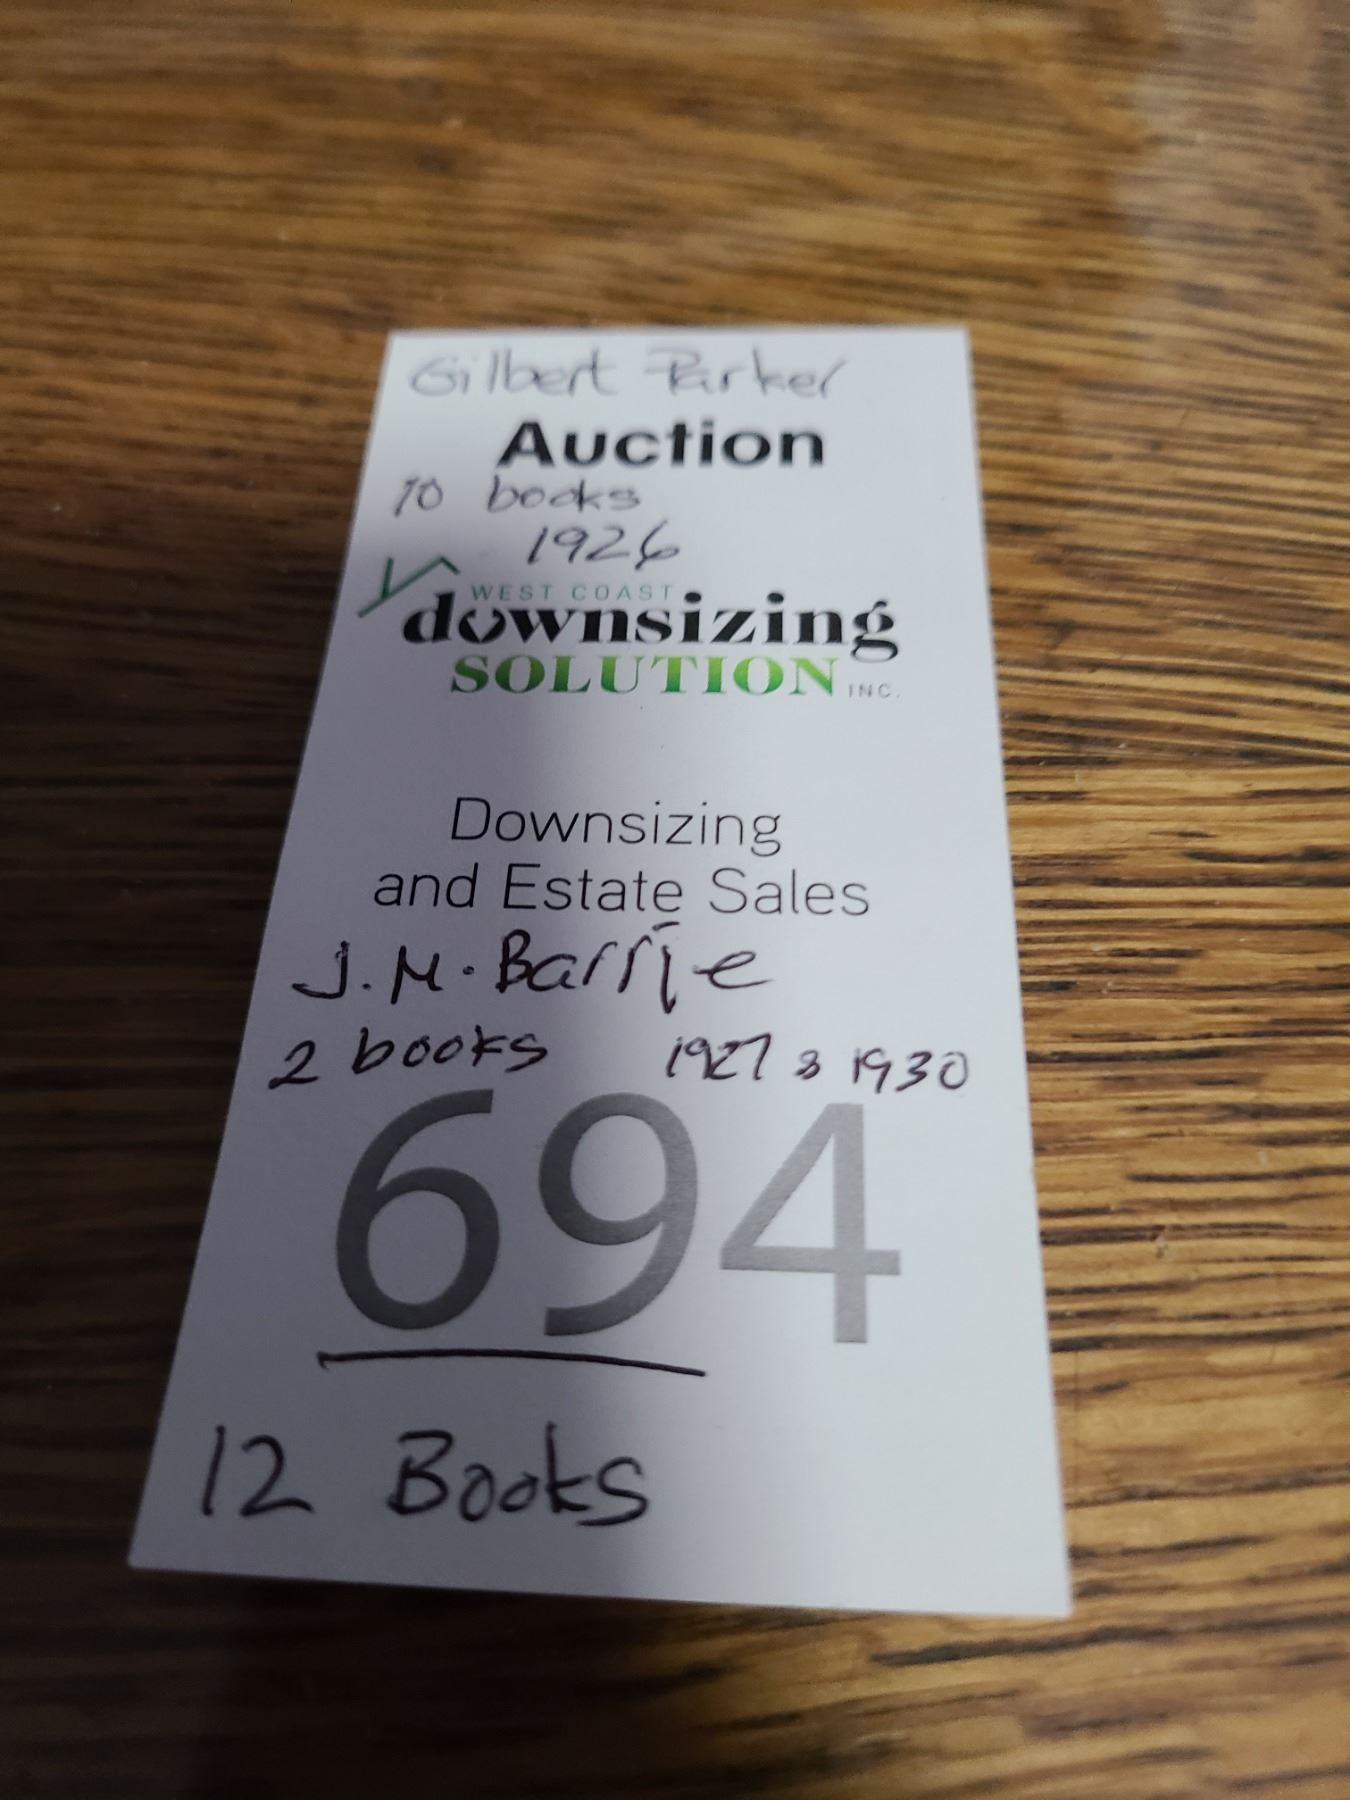 Gilbert Parker
Auction
10 books
1926
WEST COAST
downsizing
SOLUTION INC.
Downsizing
and Estate Sales
J.M. Barrie
2 books 1927 & 1930
694
12 Books